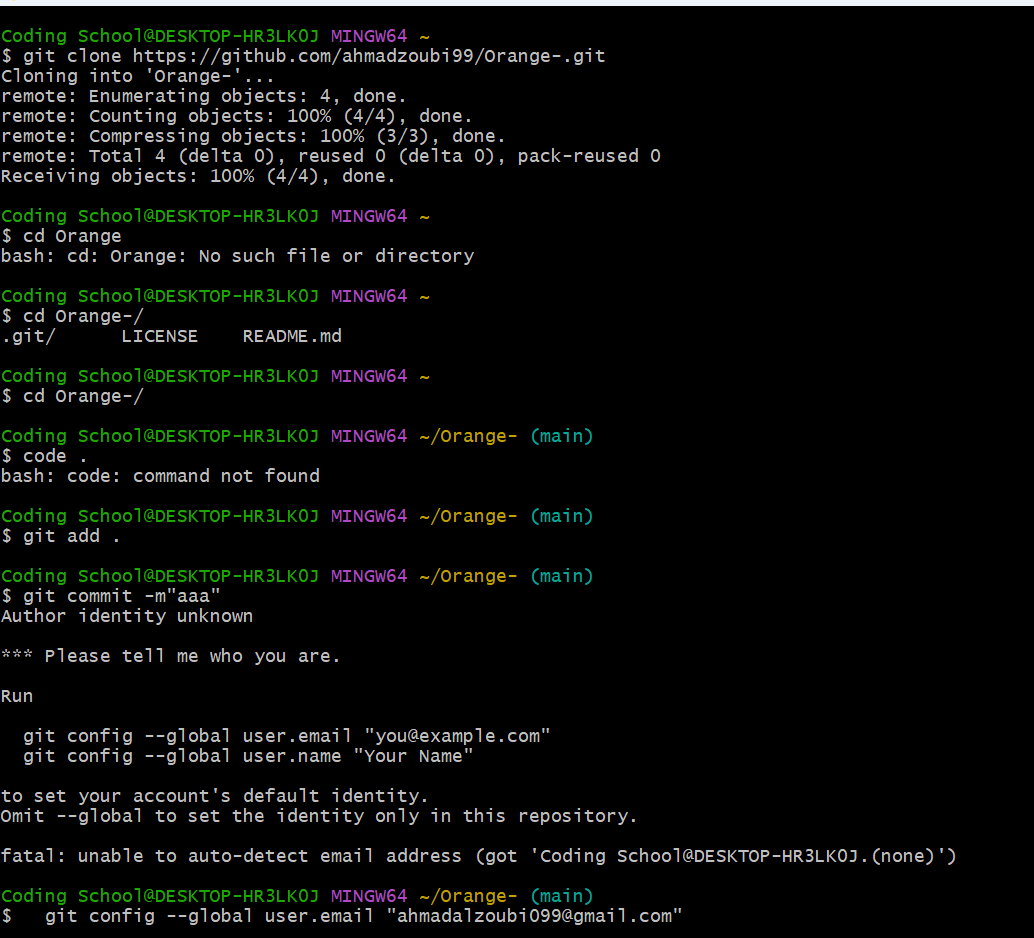 Coding School@DESKTOP-HR3LK0J MINGW64 ~
$ git clone https://github.com/ahmadzoubi99/Orange-.git
Cloning into 'Orange-'...
remote: Enumerating objects: 4, done.
remote: Counting objects: 100% (4/4), done.
remote: Compressing objects: 100% (3/3), done.
remote: Total 4 (delta 0), reused 0 (delta 0), pack-reused 0
Receiving objects: 100% (4/4), done.

Coding School@DESKTOP-HR3LK0J MINGW64 ~
$ cd Orange
bash: cd: Orange: No such file or directory

Coding School@DESKTOP-HR3LK0J MINGW64 ~
$ cd Orange-/
.git/      LICENSE    README.md

Coding School@DESKTOP-HR3LK0J MINGW64 ~
$ cd Orange-/

Coding School@DESKTOP-HR3LK0J MINGW64 ~/Orange- (main)
$ code .
bash: code: command not found

Coding School@DESKTOP-HR3LK0J MINGW64 ~/Orange- (main)
$ git add .

Coding School@DESKTOP-HR3LK0J MINGW64 ~/Orange- (main)
$ git commit -m"aaa"
Author identity unknown

*** Please tell me who you are.

Run

  git config --global user.email "you@example.com"
  git config --global user.name "Your Name"

to set your account's default identity.
Omit --global to set the identity only in this repository.

fatal: unable to auto-detect email address (got 'Coding School@DESKTOP-HR3LK0J.(none)')

Coding School@DESKTOP-HR3LK0J MINGW64 ~/Orange- (main)
$   git config --global user.email "ahmadalzoubi099@gmail.com"